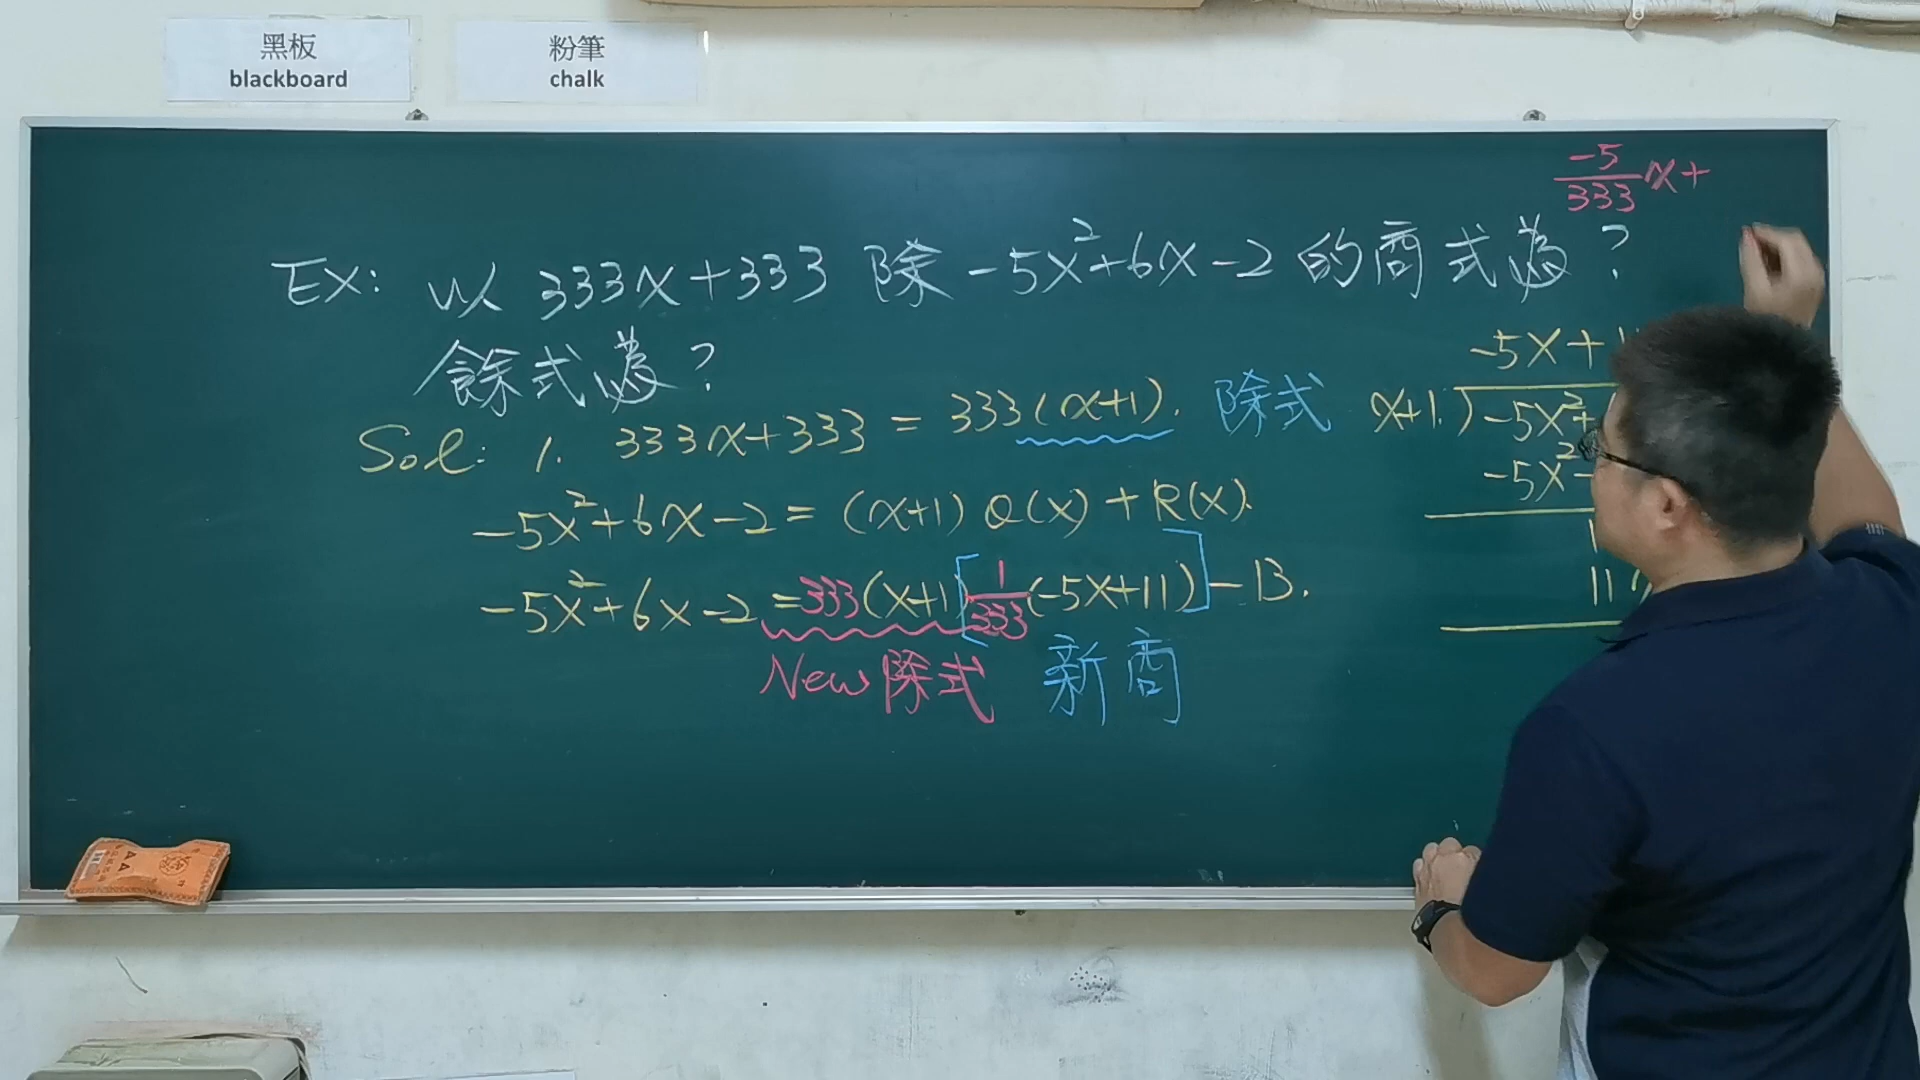 黑板
blackboard
粉筆
chalk
-5/333 x+
EX: 以 333x+333 除 -5x²+6x-2 的商式為?
餘式為?
Sol: 1. 333x+333 = 333(x+1). 除式
-5x²+6x-2 = (x+1) Q(x) + R(x).
-5x²+6x-2 = 333(x+1)[1/333(-5x+11)]-13.
New 除式 新商
-5x+
x+1.)-5x²+
-5x²-
11